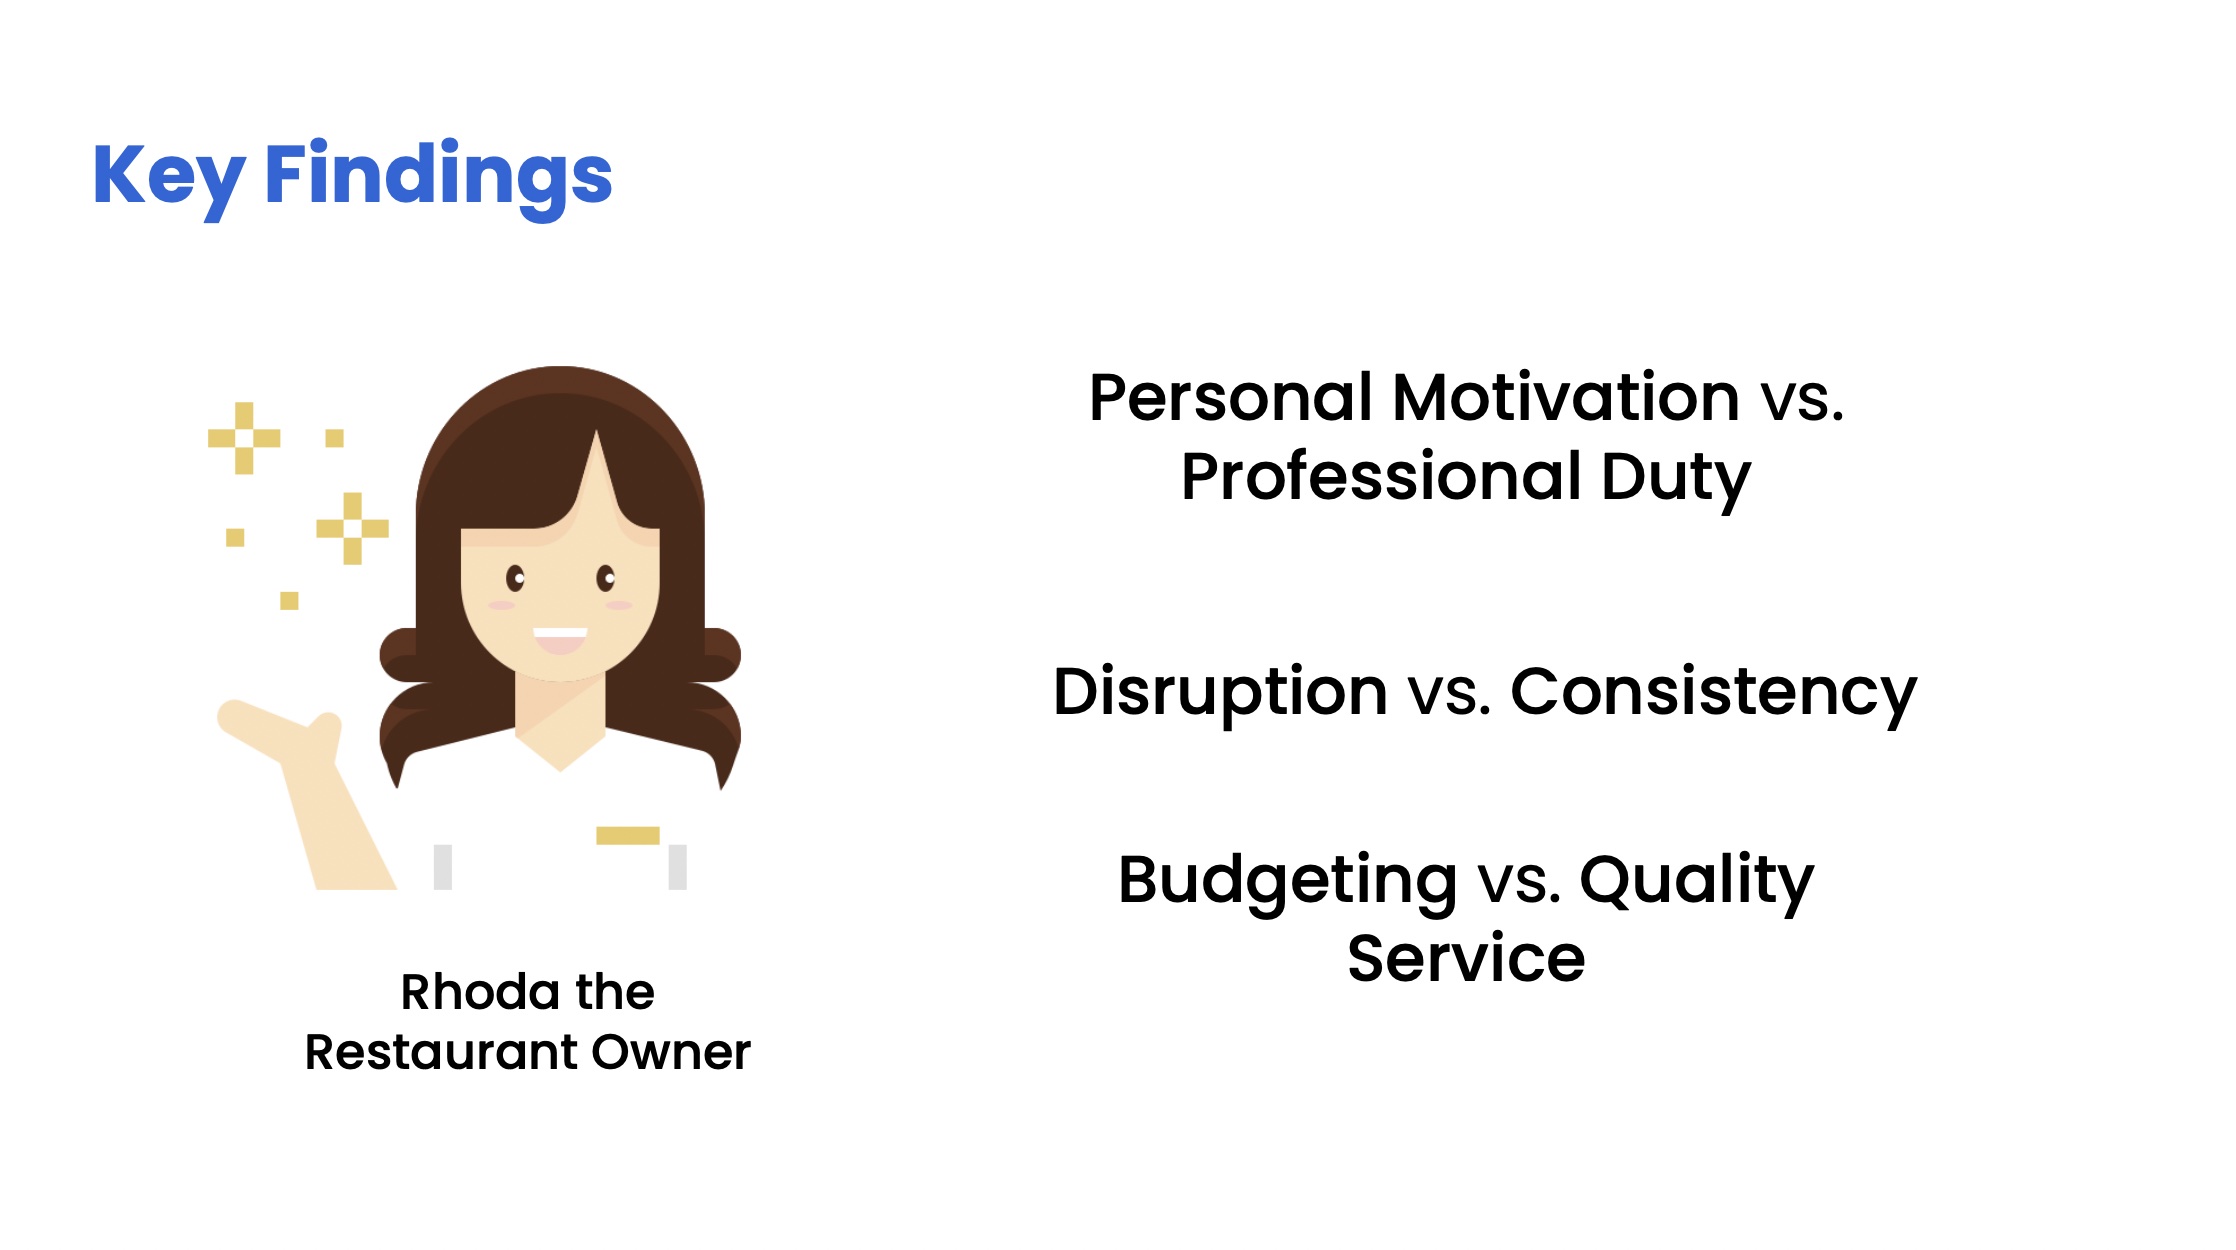 Key Findings
Personal Motivation vs.
Professional Duty
Disruption vs. Consistency
Budgeting vs. Quality
Service
Rhoda the
Restaurant Owner